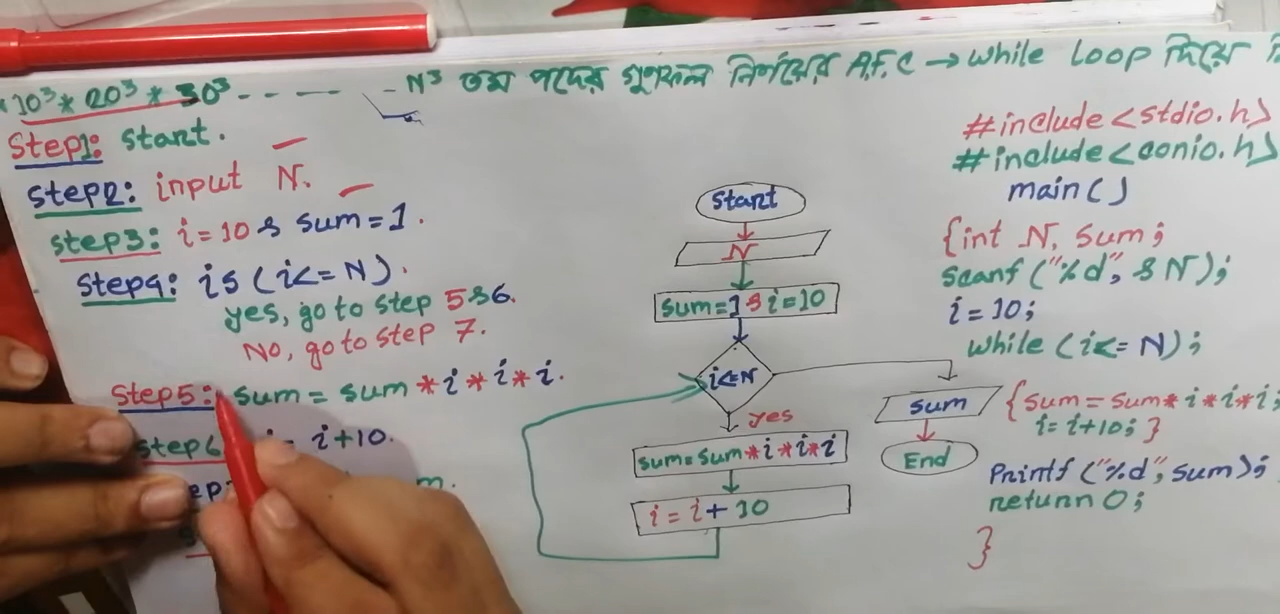 10³ * 20³ * 30³ - - - - - - N³ তম পদের গুণফল নির্ণয়ের A.F.C → while loop দিয়ে
Step1: start.
step2: input N.
step3: i=10 & sum=1.
Step4: is (i<=N).
yes, go to step 5&6.
No, go to step 7.
Step5: sum = sum * i * i * i.
step6 i+10.
start
N
sum=1 & i=10
i<=N
yes
sum=sum*i*i*i
i = i+10
sum
End
#include<stdio.h>
#include<conio.h>
main()
{int N, sum;
scanf ("%d", &N);
i=10;
while (i<=N);
{sum=sum*i*i*i;
i=i+10;}
Printf ("%d", sum);
return 0;
}